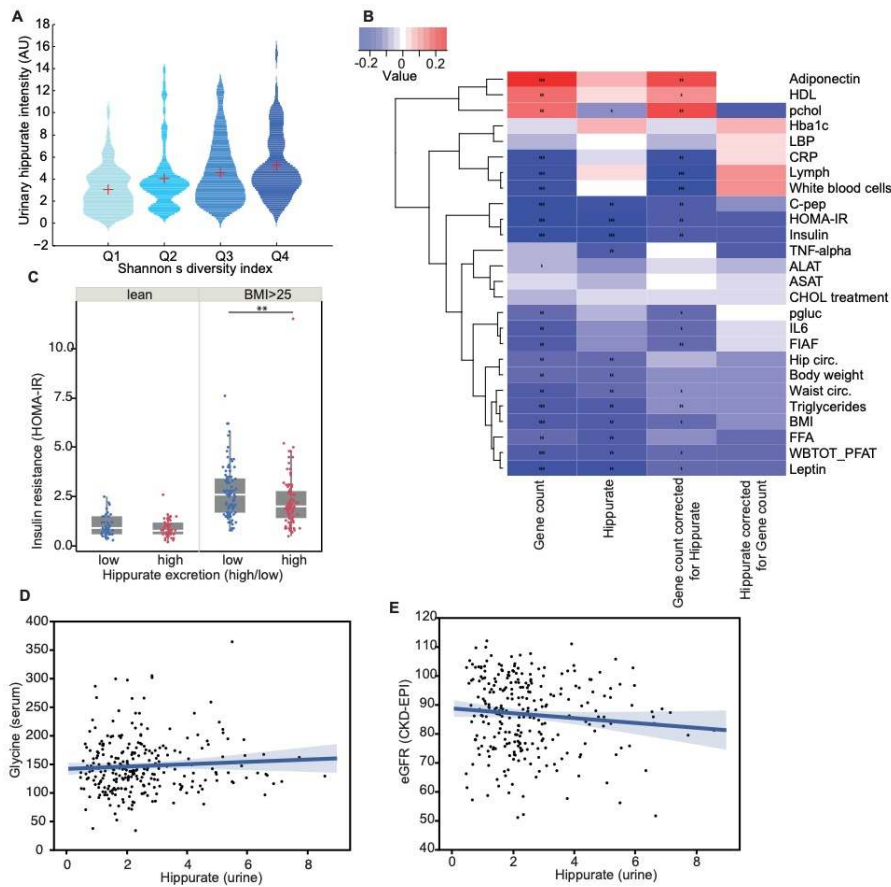 A
18
16
14
12
10
8
6
4
2
0
−2
Urinary hippurate intensity (AU)
Q1 Q2 Q3 Q4
Shannon s diversity index
B
-0.2 0 0.2
Value
Adiponectin
HDL
pchol
Hba1c
LBP
CRP
Lymph
White blood cells
C-pep
HOMA-IR
Insulin
TNF-alpha
ALAT
ASAT
CHOL treatment
pgluc
IL6
FIAF
Hip circ.
Body weight
Waist circ.
Triglycerides
BMI
FFA
WBTOT_PFAT
Leptin
Gene count
Hippurate
Gene count corrected
for Hippurate
Hippurate corrected
for Gene count
C
lean BMI>25
**
10.0
7.5
5.0
2.5
0.0
Insulin resistance (HOMA-IR)
low high low high
Hippurate excretion (high/low)
D
400
350
300
250
200
150
100
50
0
Glycine (serum)
0 2 4 6 8
Hippurate (urine)
E
120
110
100
90
80
70
60
50
40
eGFR (CKD-EPI)
0 2 4 6 8
Hippurate (urine)